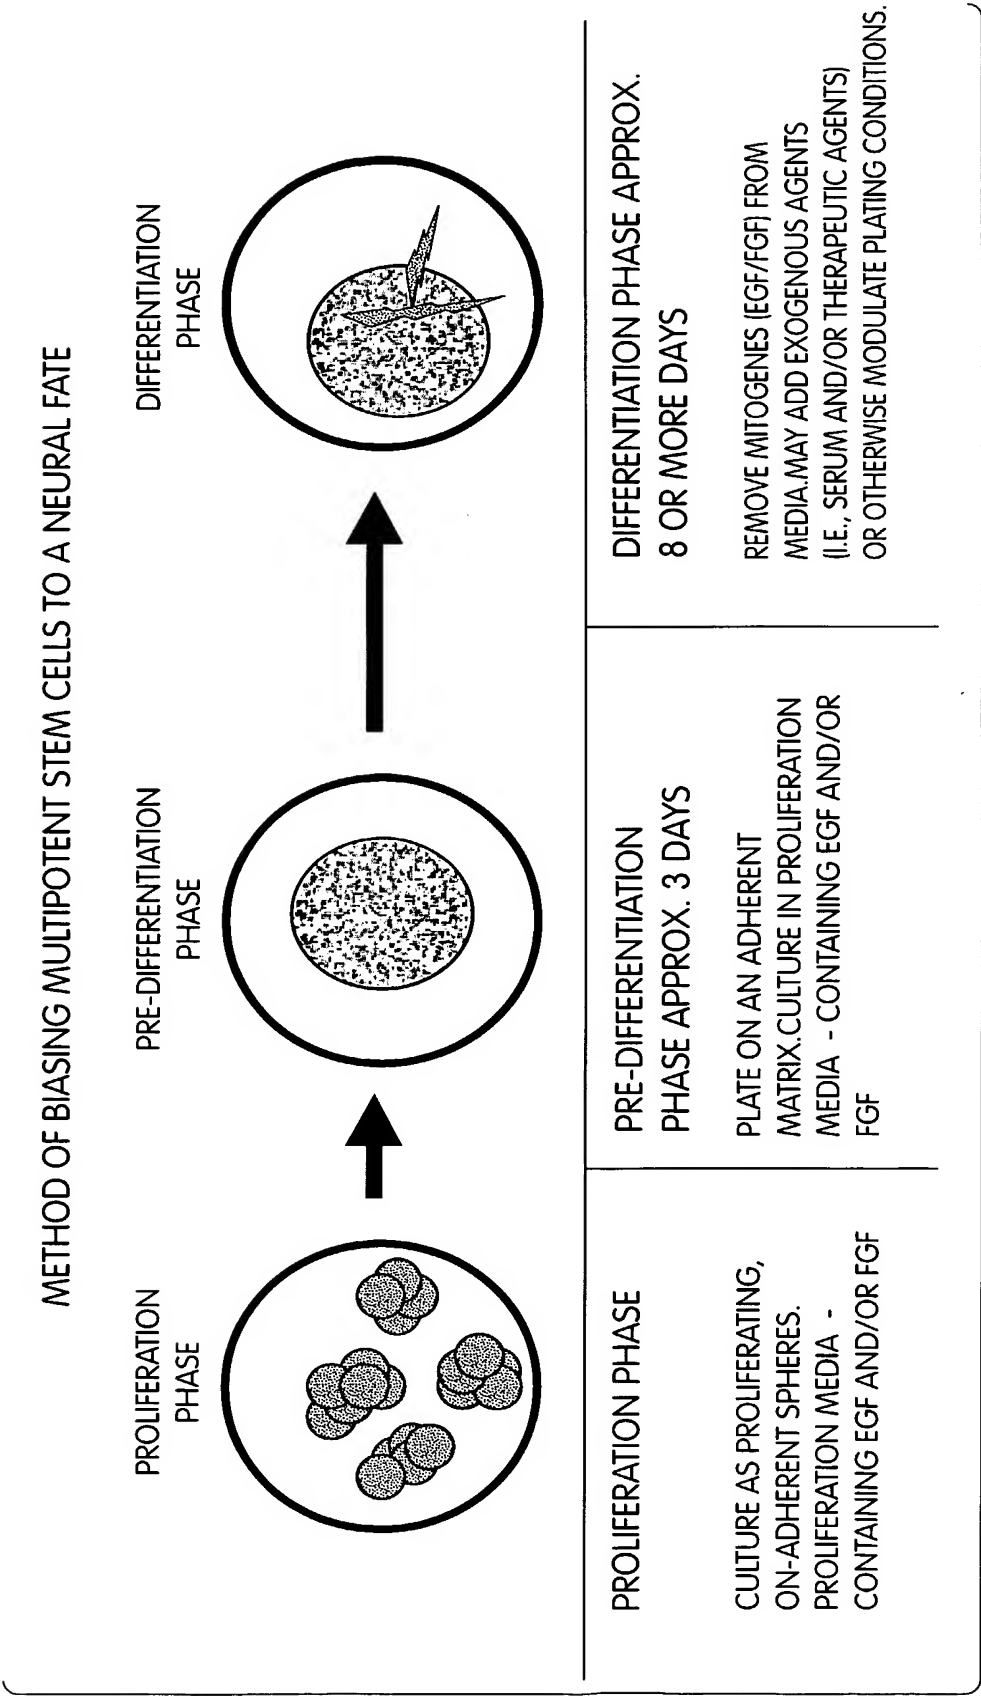 METHOD OF BIASING MULTIPOTENT STEM CELLS TO A NEURAL FATE
PROLIFERATION
PHASE
PRE-DIFFERENTIATION
PHASE
DIFFERENTIATION
PHASE
PROLIFERATION PHASE
CULTURE AS PROLIFERATING,
ON-ADHERENT SPHERES.
PROLIFERATION MEDIA -
CONTAINING EGF AND/OR FGF
PRE-DIFFERENTIATION
PHASE APPROX. 3 DAYS
PLATE ON AN ADHERENT
MATRIX.CULTURE IN PROLIFERATION
MEDIA - CONTAINING EGF AND/OR
FGF
DIFFERENTIATION PHASE APPROX.
8 OR MORE DAYS
REMOVE MITOGENES (EGF/FGF) FROM
MEDIA.MAY ADD EXOGENOUS AGENTS
(I.E., SERUM AND/OR THERAPEUTIC AGENTS)
OR OTHERWISE MODULATE PLATING CONDITIONS.